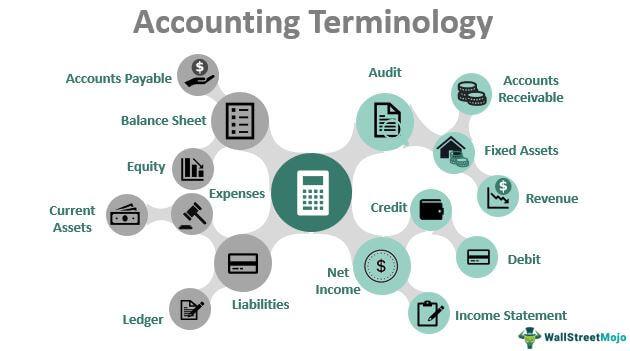 Accounting Terminology
Accounts Payable
Balance Sheet
Equity
Expenses
Current
Assets
Ledger
Liabilities
Audit
Accounts
Receivable
Fixed Assets
Revenue
Credit
Debit
Net
Income
Income Statement
WallStreetMojo